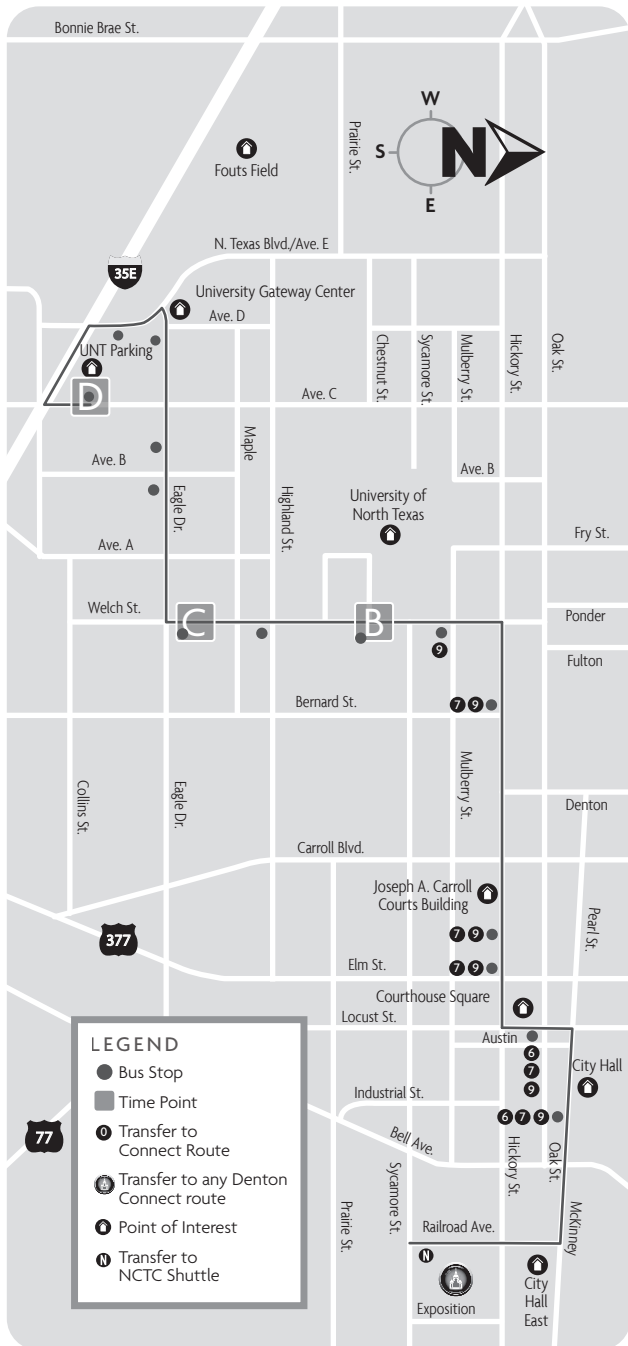 Bonnie Brae St.
W
S
N
E
Prairie St.
Fouts Field
N. Texas Blvd./Ave. E
35E
University Gateway Center
Ave. D
UNT Parking
D
Chestnut St.
Sycamore St.
Mulberry St.
Hickory St.
Oak St.
Ave. C
Maple
Ave. B
Ave. B
Eagle Dr.
Highland St.
University of
North Texas
Fry St.
Ave. A
Welch St.
C
B
9
Ponder
Fulton
Bernard St.
7 9
Collins St.
Eagle Dr.
Mulberry St.
Denton
Carroll Blvd.
Joseph A. Carroll
Courts Building
Pearl St.
7 9
377
Elm St.
7 9
Courthouse Square
Locust St.
Austin
6
7
9
City Hall
Industrial St.
6 7 9
Bell Ave.
Hickory St.
Oak St.
77
Prairie St.
Sycamore St.
McKinney
Railroad Ave.
N
Exposition
City
Hall
East
LEGEND
Bus Stop
Time Point
0 Transfer to
Connect Route
Transfer to any Denton
Connect route
Point of Interest
N Transfer to
NCTC Shuttle